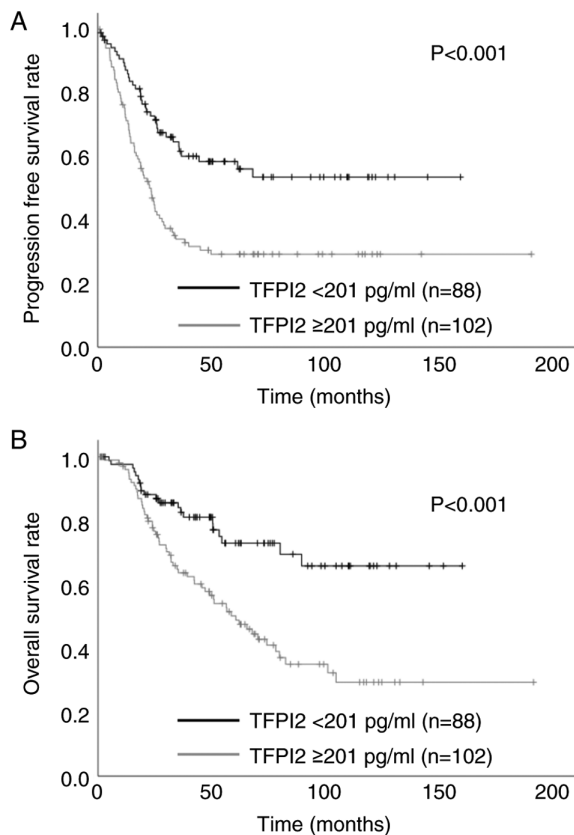 A
Progression free survival rate
1.0
0.8
0.6
0.4
0.2
0.0
P<0.001
TFPI2 <201 pg/ml (n=88)
TFPI2 ≥201 pg/ml (n=102)
0 50 100 150 200
Time (months)
B
Overall survival rate
1.0
0.8
0.6
0.4
0.2
0.0
P<0.001
TFPI2 <201 pg/ml (n=88)
TFPI2 ≥201 pg/ml (n=102)
0 50 100 150 200
Time (months)